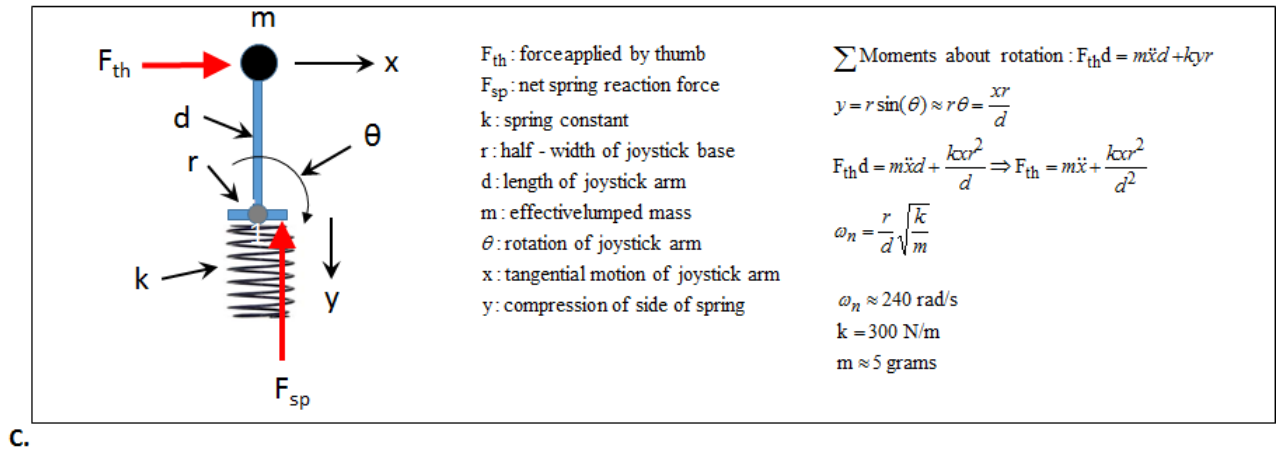 m
F_th
x
d
θ
r
k
y
F_sp
F_th : force applied by thumb
F_sp : net spring reaction force
k : spring constant
r : half - width of joystick base
d : length of joystick arm
m : effective lumped mass
θ : rotation of joystick arm
x : tangential motion of joystick arm
y : compression of side of spring
∑ Moments about rotation : F_th d = mẍd + kyr
y = r sin(θ) ≈ rθ = xr/d
F_th d = mẍd + kxr²/d ⇒ F_th = mẍ + kxr²/d²
ω_n = r/d √(k/m)
ω_n ≈ 240 rad/s
k = 300 N/m
m ≈ 5 grams
C.